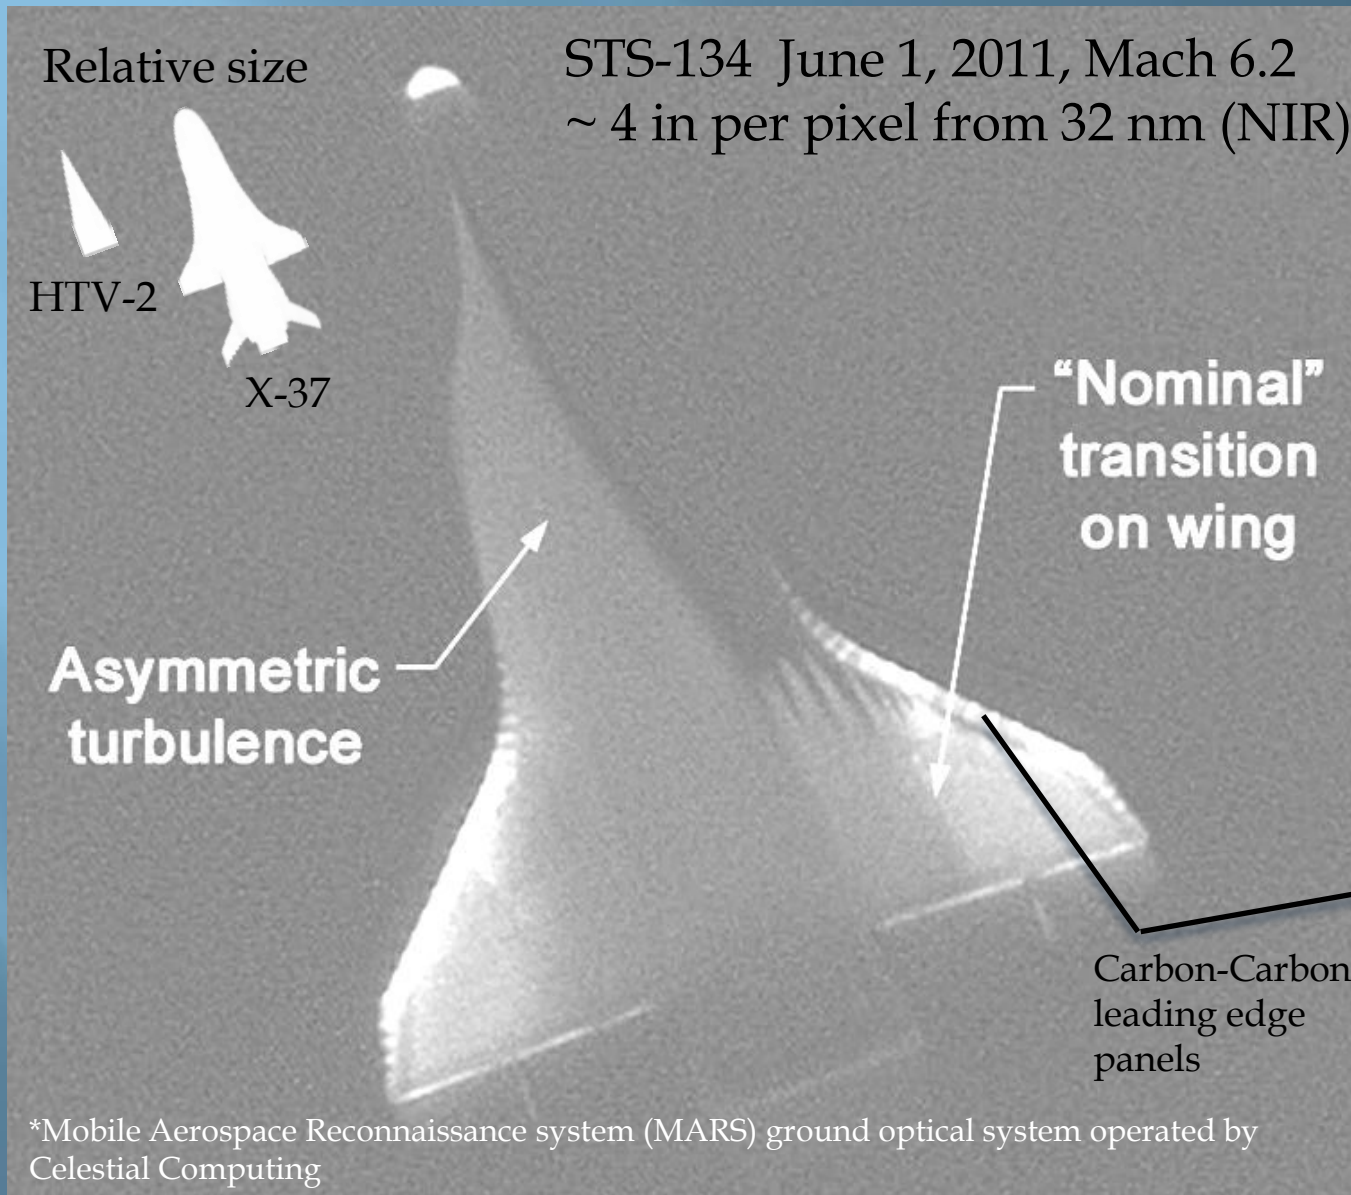 Relative size
STS-134 June 1, 2011, Mach 6.2
~ 4 in per pixel from 32 nm (NIR)
HTV-2
X-37
“Nominal”
transition
on wing
Asymmetric
turbulence
Carbon-Carbon
leading edge
panels
*Mobile Aerospace Reconnaissance system (MARS) ground optical system operated by
Celestial Computing